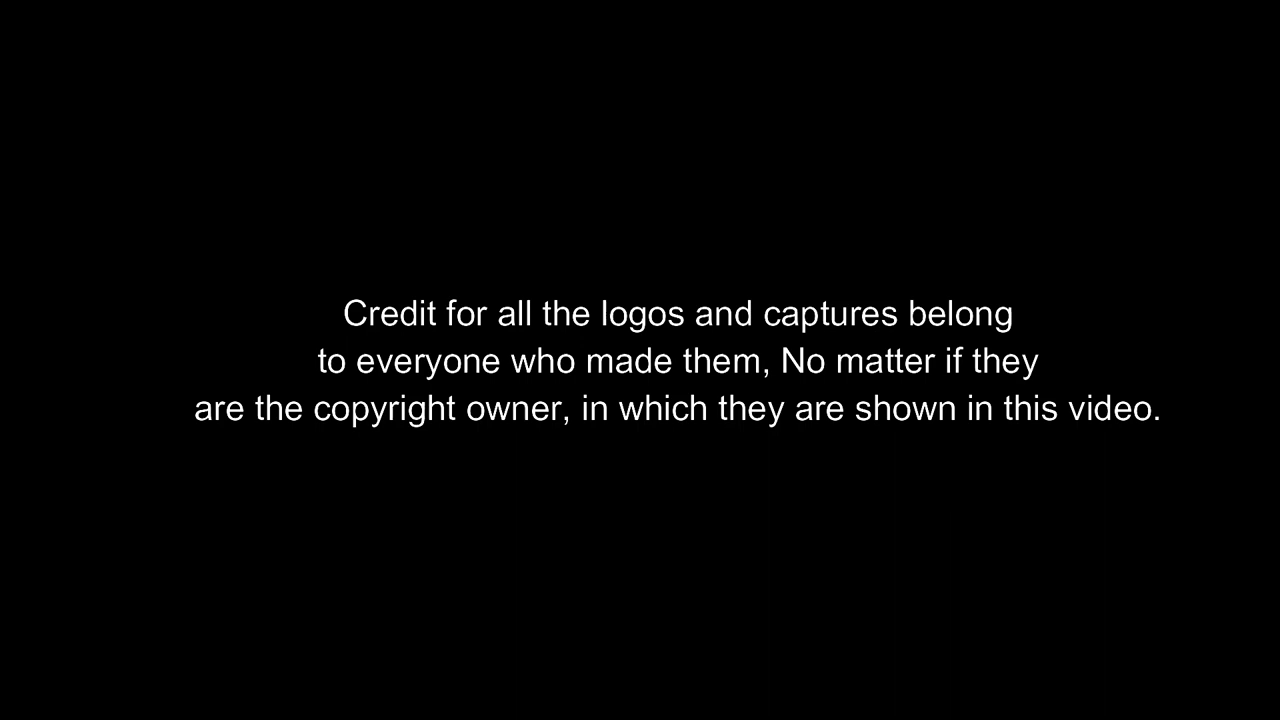 Credit for all the logos and captures belong
to everyone who made them, No matter if they
are the copyright owner, in which they are shown in this video.